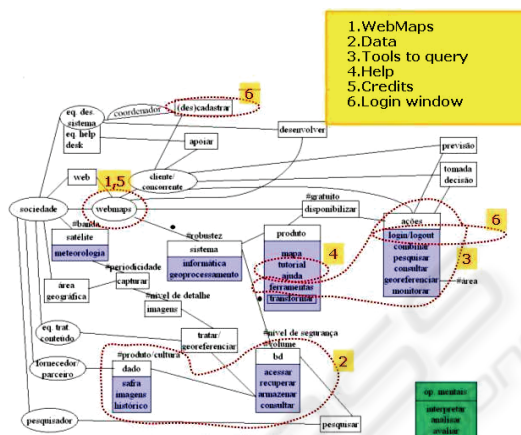 1.WebMaps
2.Data
3.Tools to query
4.Help
5.Credits
6.Login window
6
coordenador
(des)cadastrar
eq. des.
sistema
eq. help
desk
desenvolver
apoiar
previsão
cliente/
concorrente
tomada
decisão
web
1,5
#gratuito
disponibilizar
sociedade
webmaps
#robustez
ações
6
#banda
satélite
meteorologia
sistema
informática
geoprocessamento
produto
mapa
tutorial
ajuda
ferramentas
transformar
4
login/logout
combinar
pesquisar
consultar
georeferenciar
monitorar
3
#periodicidade
capturar
#área
área
geográfica
#nivel de detalhe
imagens
eq. trat.
conteúdo
tratar/
georeferenciar
#nivel de segurança
#volume
#produto/cultura
bd
2
fornecedor/
parceiro
dado
safra
imagens
histórico
acessar
recuperar
armazenar
consultar
op. mentais
interpretar
analisar
avaliar
pesquisador
pesquisar